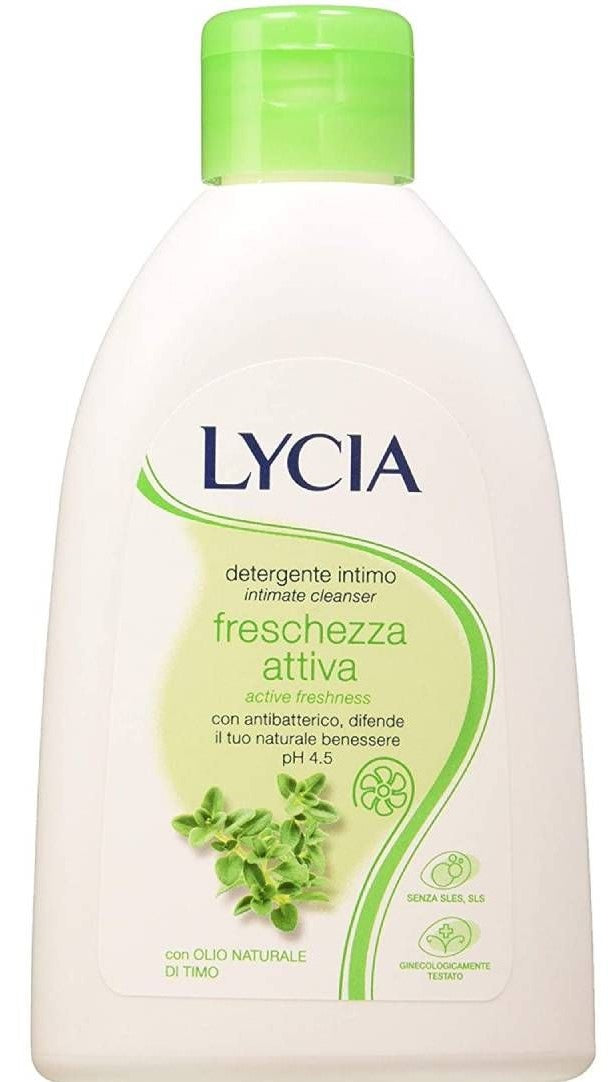 LYCIA
detergente intimo
intimate cleanser
freschezza
attiva
active freshness
con antibatterico, difende
il tuo naturale benessere
pH 4.5
SENZA SLES, SLS
GINECOLOGICAMENTE
TESTATO
con OLIO NATURALE
DI TIMO